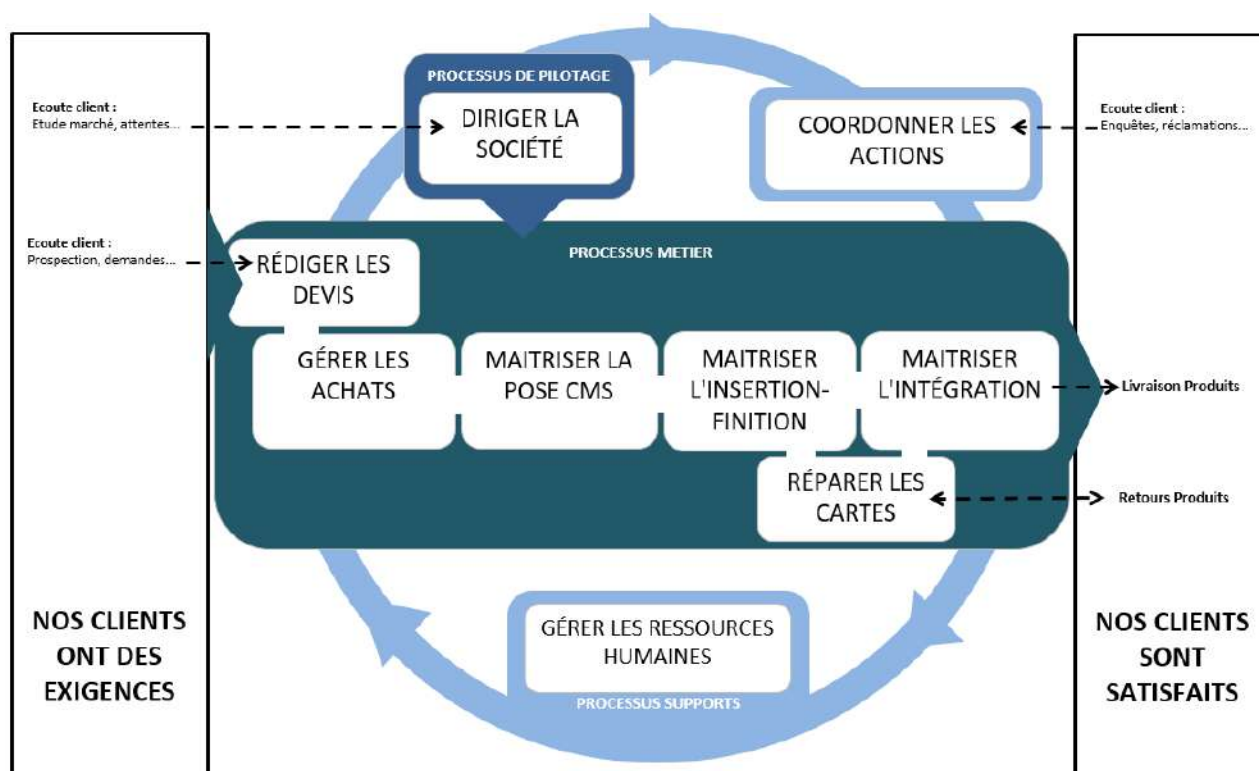 PROCESSUS DE PILOTAGE
DIRIGER LA
SOCIÉTÉ
COORDONNER LES
ACTIONS
Ecoute client :
Etude marché, attentes...
Ecoute client :
Enquêtes, réclamations...
Ecoute client :
Prospection, demandes...
PROCESSUS METIER
RÉDIGER LES
DEVIS
GÉRER LES
ACHATS
MAITRISER LA
POSE CMS
MAITRISER
L'INSERTION-
FINITION
MAITRISER
L'INTÉGRATION
Livraison Produits
RÉPARER LES
CARTES
Retours Produits
NOS CLIENTS
ONT DES
EXIGENCES
GÉRER LES RESSOURCES
HUMAINES
PROCESSUS SUPPORTS
NOS CLIENTS
SONT
SATISFAITS